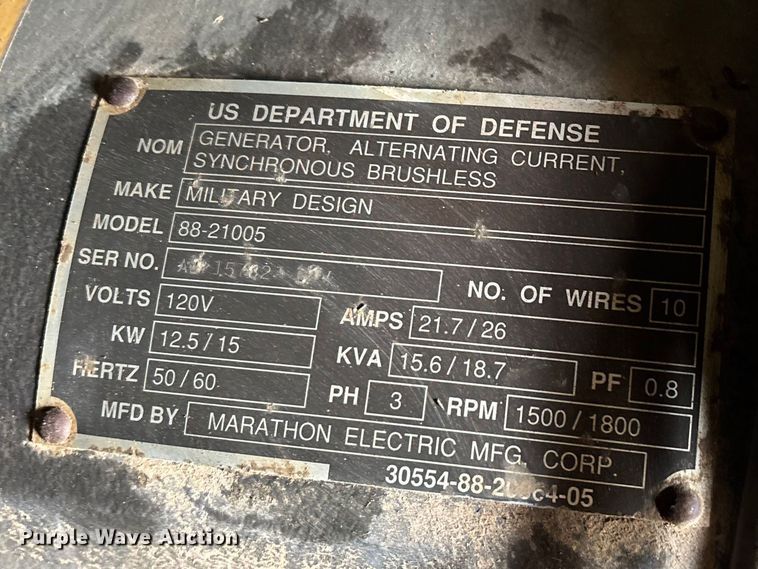 US DEPARTMENT OF DEFENSE
NOM GENERATOR, ALTERNATING CURRENT,
SYNCHRONOUS BRUSHLESS
MAKE MILITARY DESIGN
MODEL 88-21005
SER NO. NO. OF WIRES 10
VOLTS 120V AMPS 21.7/26
KW 12.5/15 KVA 15.6/18.7 PF 0.8
HERTZ 50/60 PH 3 RPM 1500/1800
MFD BY MARATHON ELECTRIC MFG. CORP.
Purple Wave Auction